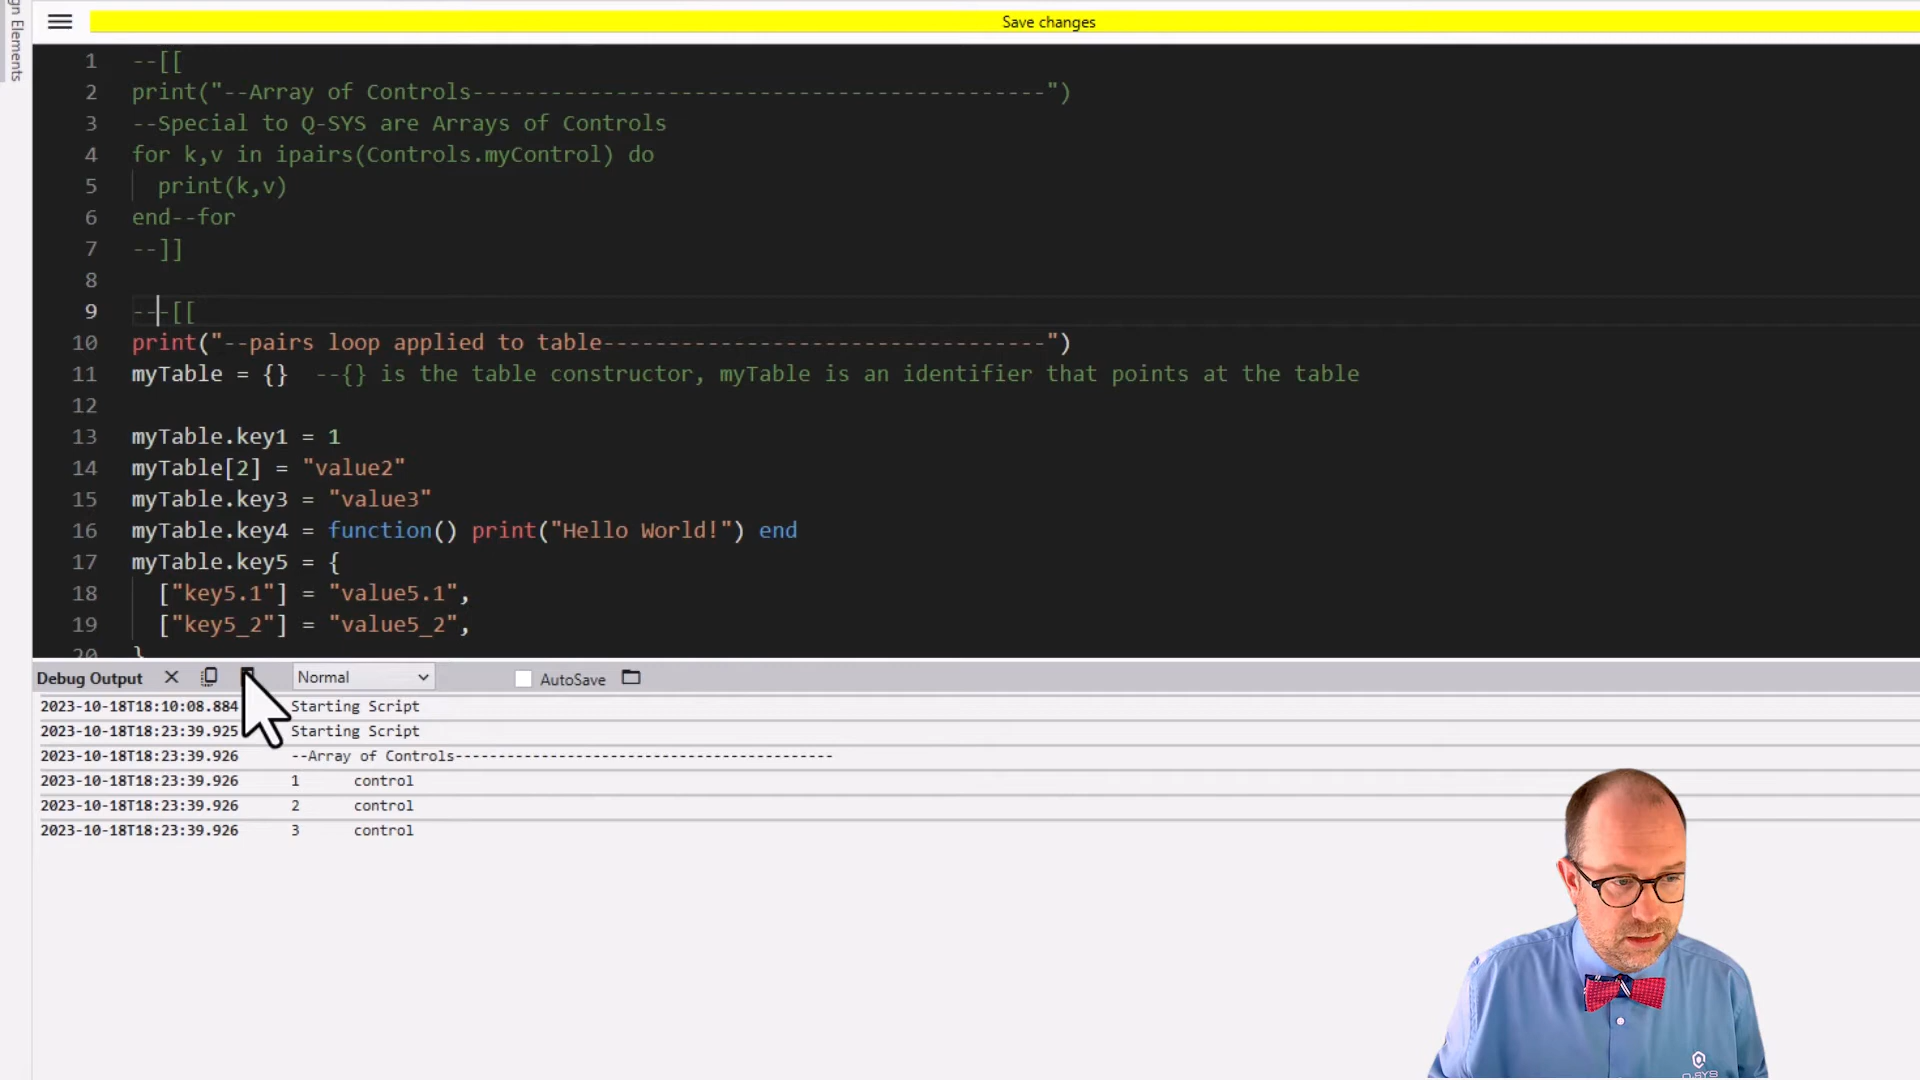 gn Elements
Save changes
1 --[[
2 print("--Array of Controls--------------------------------------------")
3 --Special to Q-SYS are Arrays of Controls
4 for k,v in ipairs(Controls.myControl) do
5 print(k,v)
6 end--for
7 --]]
8
9 ---[[
10 print("--pairs loop applied to table----------------------------------")
11 myTable = {}  --{} is the table constructor, myTable is an identifier that points at the table
12
13 myTable.key1 = 1
14 myTable[2] = "value2"
15 myTable.key3 = "value3"
16 myTable.key4 = function() print("Hello World!") end
17 myTable.key5 = {
18 ["key5.1"] = "value5.1",
19 ["key5_2"] = "value5_2",
20 }
Debug Output Normal AutoSave
2023-10-18T18:10:08.884 Starting Script
2023-10-18T18:23:39.925 Starting Script
2023-10-18T18:23:39.926 --Array of Controls--------------------------------------------
2023-10-18T18:23:39.926 1 control
2023-10-18T18:23:39.926 2 control
2023-10-18T18:23:39.926 3 control
Q-SYS